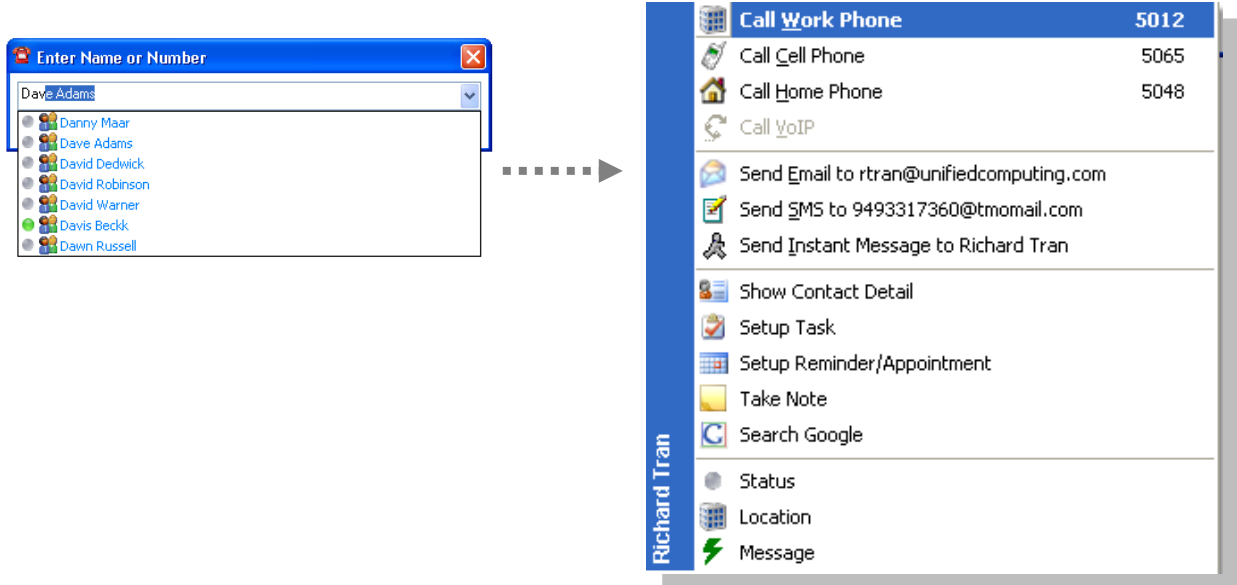 Enter Name or Number
Dave Adams
Danny Maar
Dave Adams
David Dedwick
David Robinson
David Warner
Davis Beckk
Dawn Russell
Call Work Phone 5012
Call Cell Phone 5065
Call Home Phone 5048
Call VoIP
Send Email to rtran@unifiedcomputing.com
Send SMS to 9493317360@tmomail.com
Send Instant Message to Richard Tran
Show Contact Detail
Setup Task
Setup Reminder/Appointment
Take Note
Search Google
Status
Location
Message
Richard Tran